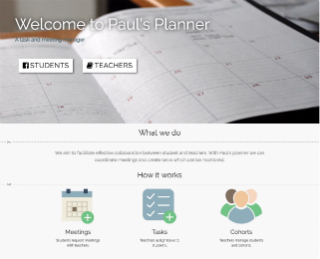 Welcome to Paul's Planner
A task and meeting manager
STUDENTS
TEACHERS
What we do
We aim to facilitate effective collaboration between student and teachers. With Paul's planner we can
coordinate meetings and create tasks which can be monitored.
How it works
Meetings
Students request meetings
with teachers.
Tasks
Teachers assign tasks to
students.
Cohorts
Teachers manage students
and cohorts.